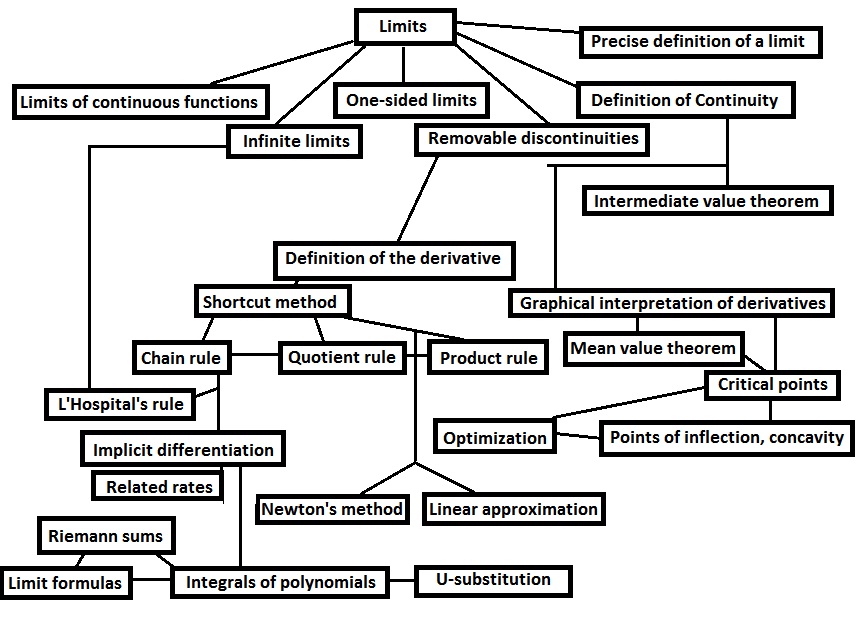 Limits
Precise definition of a limit
Limits of continuous functions
One-sided limits
Definition of Continuity
Infinite limits
Removable discontinuities
Intermediate value theorem
Definition of the derivative
Shortcut method
Graphical interpretation of derivatives
Chain rule
Quotient rule
Product rule
Mean value theorem
Critical points
L'Hospital's rule
Optimization
Points of inflection, concavity
Implicit differentiation
Related rates
Newton's method
Linear approximation
Riemann sums
Limit formulas
Integrals of polynomials
U-substitution